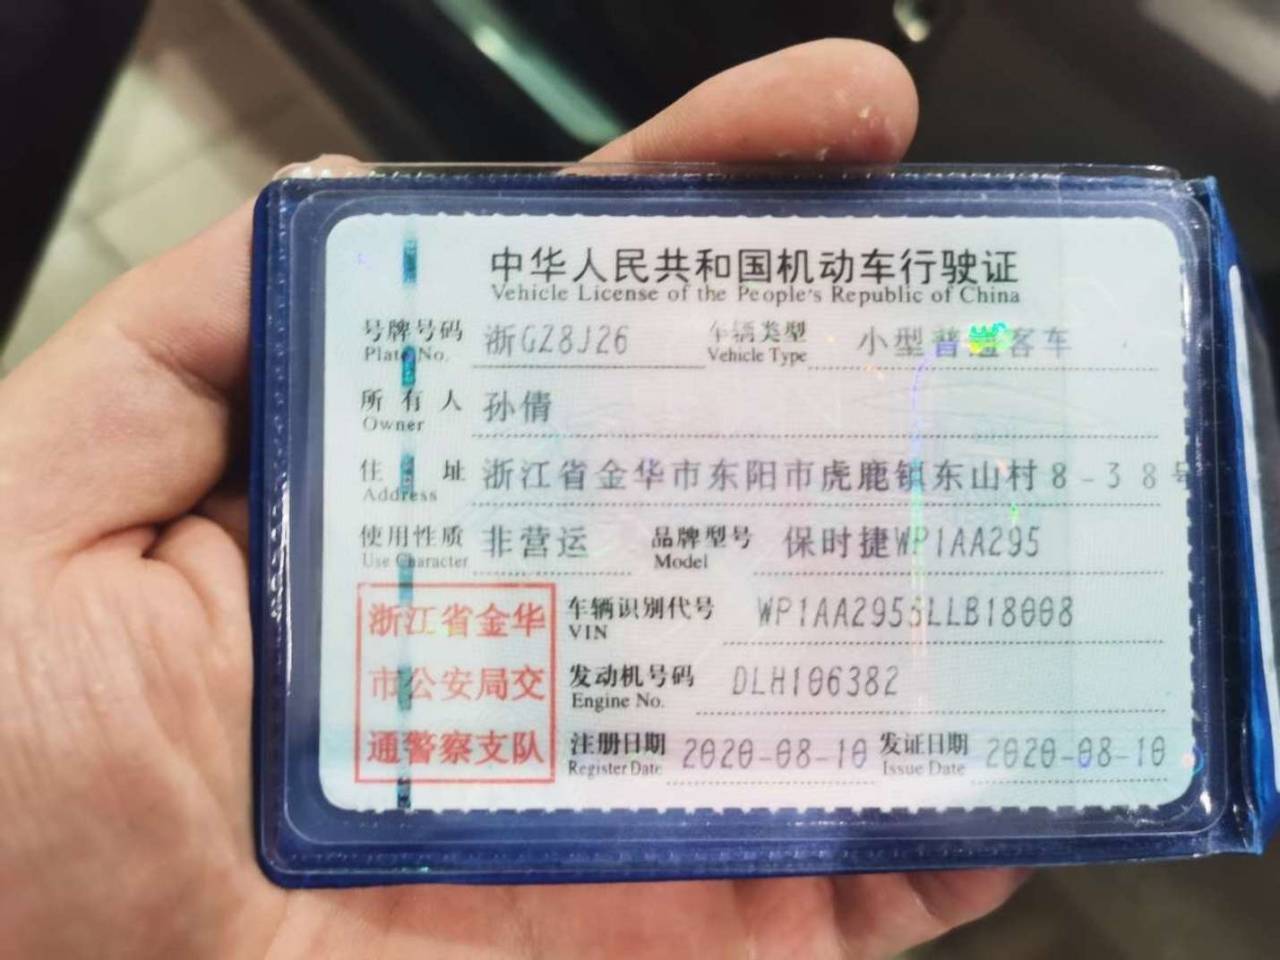 中华人民共和国机动车行驶证
Vehicle License of the People's Republic of China
号牌号码 浙GZ8J26 车辆类型 小型普通客车
Plate No. Vehicle Type
所有人 孙倩
Owner
住址 浙江省金华市东阳市虎鹿镇东山村8-38号
Address
使用性质 非营运 品牌型号 保时捷WP1AA295
Use Character Model
浙江省金华
市公安局交
通警察支队
车辆识别代号 WP1AA2953LLB18008
VIN
发动机号码 DLH106382
Engine No.
注册日期 2020-08-10 发证日期 2020-08-10
Register Date Issue Date